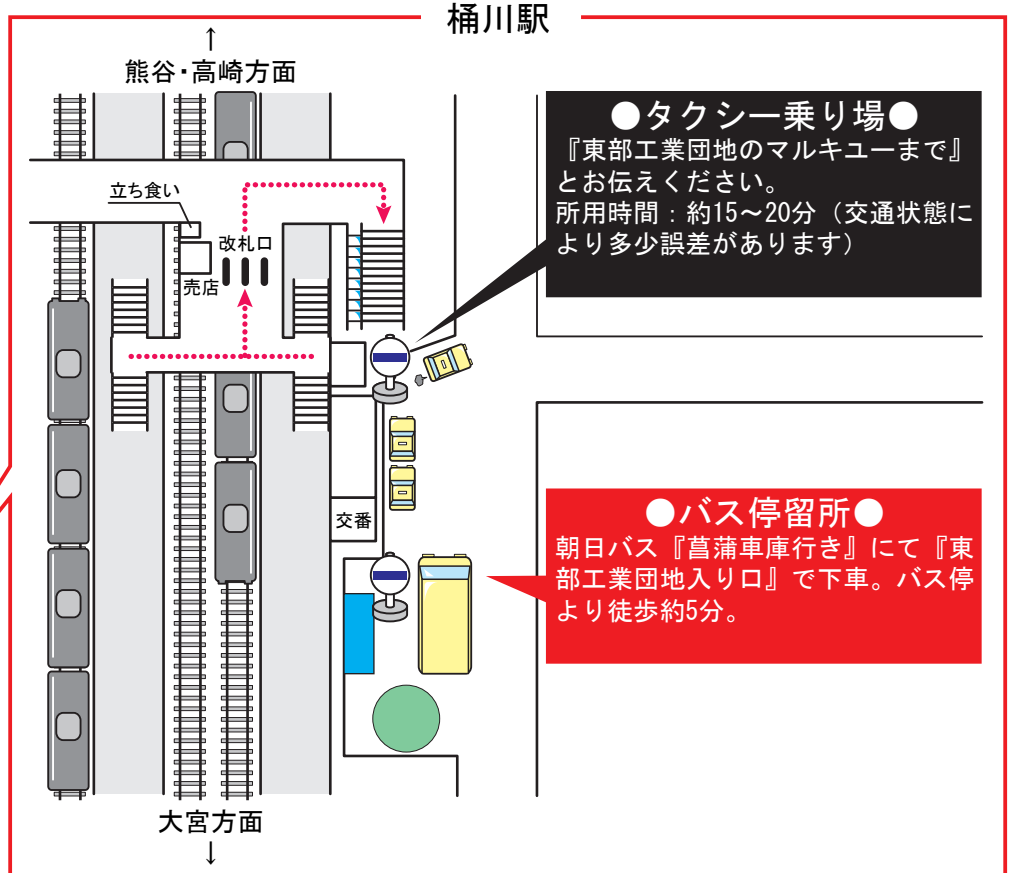 桶川駅
↑
熊谷・高崎方面
●タクシー乗り場●
『東部工業団地のマルキユーまで』
とお伝えください。
所用時間：約15～20分（交通状態に
より多少誤差があります）
立ち食い
改札口
売店
交番
●バス停留所●
朝日バス『菖蒲車庫行き』にて『東
部工業団地入り口』で下車。バス停
より徒歩約5分。
大宮方面
↓